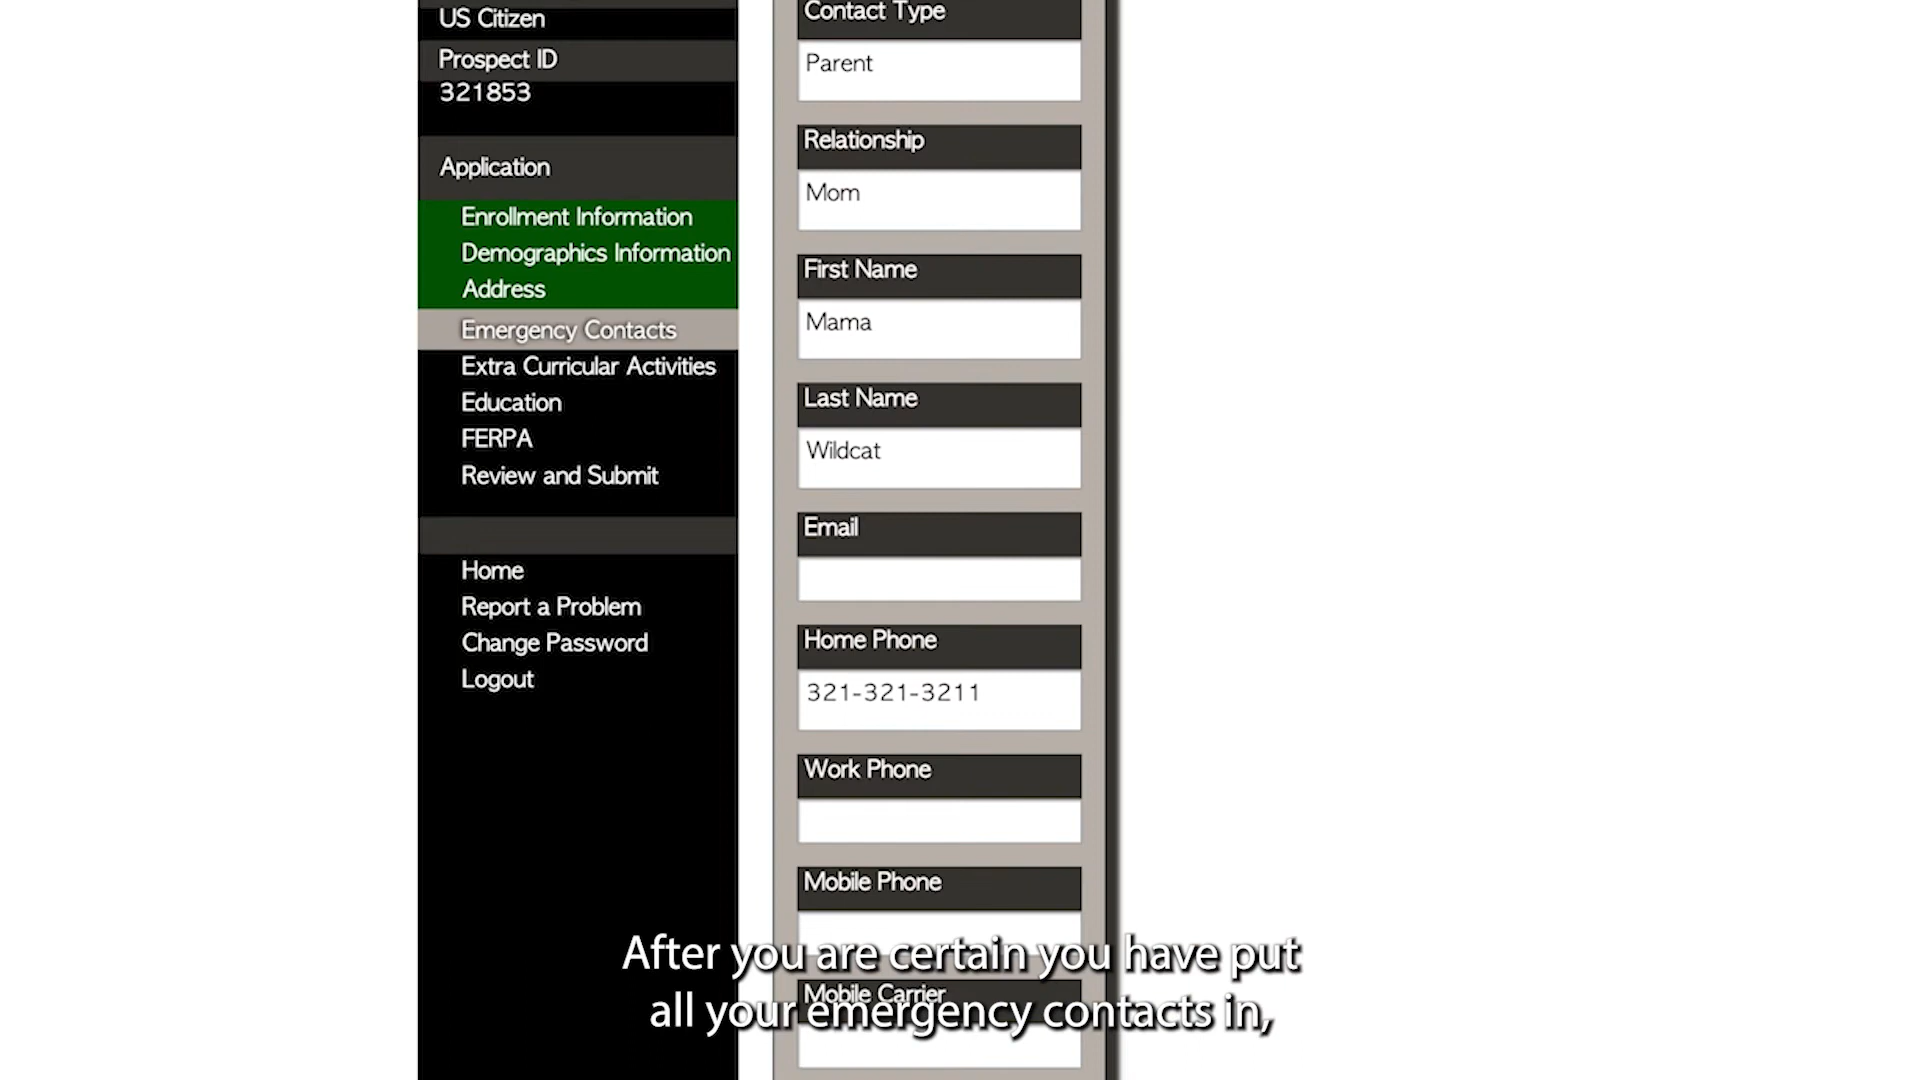 US Citizen
Prospect ID
321853
Application
Enrollment Information
Demographics Information
Address
Emergency Contacts
Extra Curricular Activities
Education
FERPA
Review and Submit
Home
Report a Problem
Change Password
Logout
Contact Type
Parent
Relationship
Mom
First Name
Mama
Last Name
Wildcat
Email
Home Phone
321-321-3211
Work Phone
Mobile Phone
Mobile Carrier
After you are certain you have put
all your emergency contacts in,